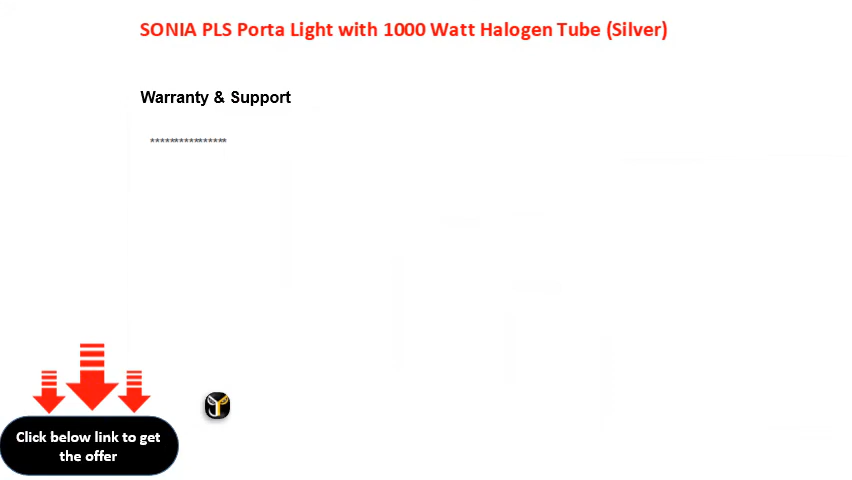 SONIA PLS Porta Light with 1000 Watt Halogen Tube (Silver)
Warranty & Support
****************
Click below link to get
the offer